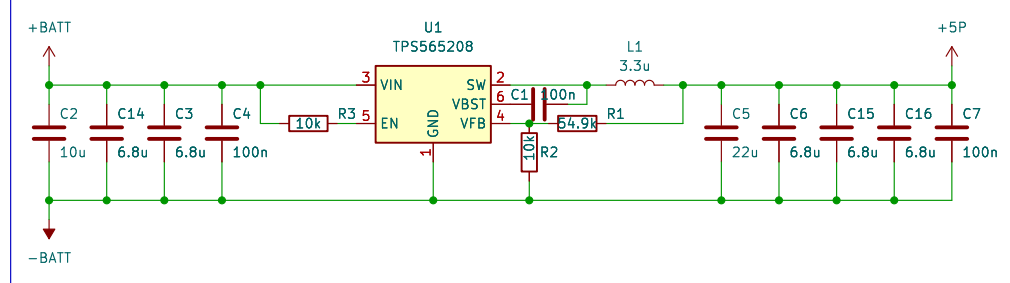 +BATT
U1
TPS565208
L1
3.3u
+5P
3
VIN
SW
2
C2
10u
C14
6.8u
C3
6.8u
C4
100n
R3
10k
5
EN
GND
1
VBST
6
VFB
4
C1
100n
54.9k
R1
10k
R2
C5
22u
C6
6.8u
C15
6.8u
C16
6.8u
C7
100n
-BATT